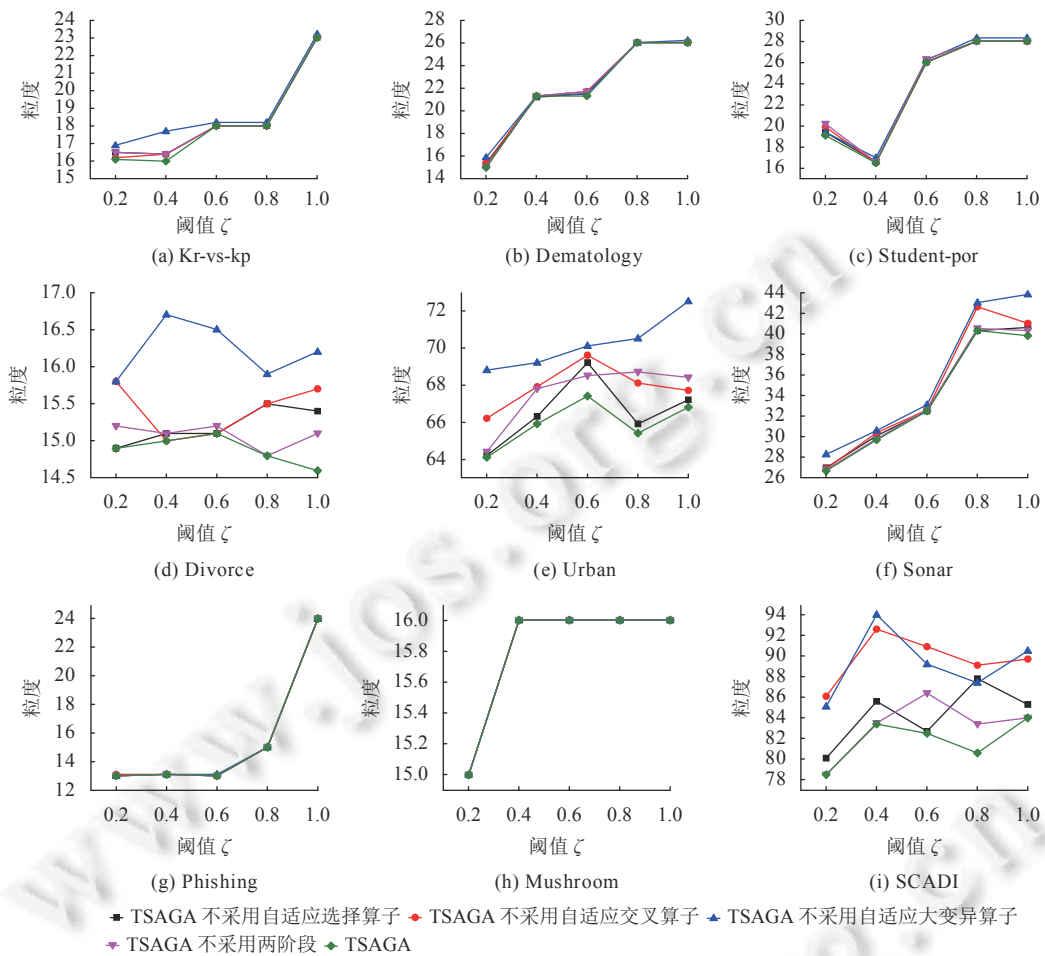 23
22
21
20
19
18
17
16
15
粒度
0.2 0.4 0.6 0.8 1.0
阈值 ζ
(a) Kr-vs-kp
28
26
24
22
20
18
16
14
粒度
0.2 0.4 0.6 0.8 1.0
阈值 ζ
(b) Dematology
30
28
26
24
22
20
18
16
粒度
0.2 0.4 0.6 0.8 1.0
阈值 ζ
(c) Student-por
17.0
16.5
16.0
15.5
15.0
14.5
粒度
0.2 0.4 0.6 0.8 1.0
阈值 ζ
(d) Divorce
72
70
68
66
64
粒度
0.2 0.4 0.6 0.8 1.0
阈值 ζ
(e) Urban
44
42
40
38
36
34
32
30
28
26
粒度
0.2 0.4 0.6 0.8 1.0
阈值 ζ
(f) Sonar
24
22
20
18
16
14
12
粒度
0.2 0.4 0.6 0.8 1.0
阈值 ζ
(g) Phishing
16.0
15.8
15.6
15.4
15.2
15.0
粒度
0.2 0.4 0.6 0.8 1.0
阈值 ζ
(h) Mushroom
94
92
90
88
86
84
82
80
78
粒度
0.2 0.4 0.6 0.8 1.0
阈值 ζ
(i) SCADI
TSAGA 不采用自适应选择算子 TSAGA 不采用自适应交叉算子 TSAGA 不采用自适应大变异算子
TSAGA 不采用两阶段 TSAGA
www.jos.org.cn